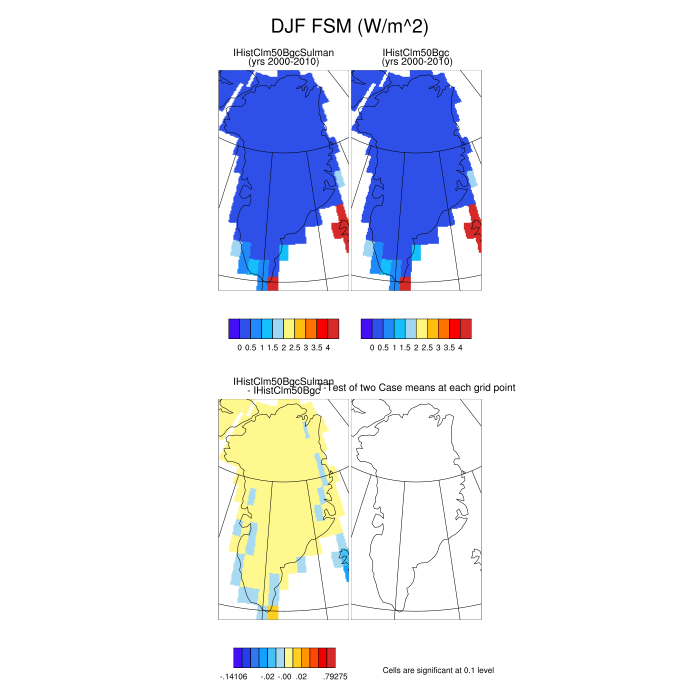 DJF FSM (W/m^2)
IHistClm50BgcSulman
(yrs 2000-2010)
IHistClm50Bgc
(yrs 2000-2010)
0 0.5 1 1.5 2 2.5 3 3.5 4
0 0.5 1 1.5 2 2.5 3 3.5 4
IHistClm50BgcSulman
- IHistClm50Bgc
T-Test of two Case means at each grid point
-.14106 -.02 -.00 .02 .79275
Cells are significant at 0.1 level